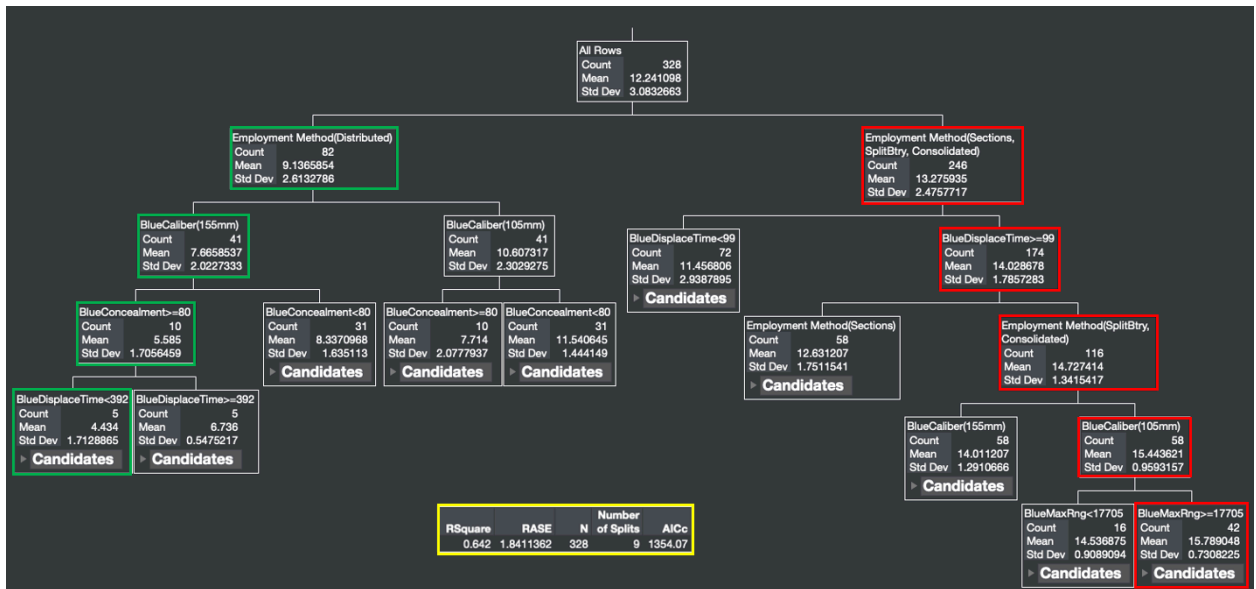 All Rows
Count 328
Mean 12.241098
Std Dev 3.0832663
Employment Method(Distributed)
Count 82
Mean 9.1365854
Std Dev 2.6132786
Employment Method(Sections,
SplitBtry, Consolidated)
Count 246
Mean 13.275935
Std Dev 2.4757717
BlueCaliber(155mm)
Count 41
Mean 7.6658537
Std Dev 2.0227333
BlueCaliber(105mm)
Count 41
Mean 10.607317
Std Dev 2.3029275
BlueDisplaceTime<99
Count 72
Mean 11.456806
Std Dev 2.9387895
Candidates
BlueDisplaceTime>=99
Count 174
Mean 14.028678
Std Dev 1.7857283
BlueConcealment>=80
Count 10
Mean 5.585
Std Dev 1.7056459
BlueConcealment<80
Count 31
Mean 8.3370968
Std Dev 1.635113
Candidates
BlueConcealment>=80
Count 10
Mean 7.714
Std Dev 2.0777937
Candidates
BlueConcealment<80
Count 31
Mean 11.540645
Std Dev 1.444149
Candidates
Employment Method(Sections)
Count 58
Mean 12.631207
Std Dev 1.7511541
Candidates
Employment Method(SplitBtry,
Consolidated)
Count 116
Mean 14.727414
Std Dev 1.3415417
BlueDisplaceTime<392
Count 5
Mean 4.434
Std Dev 1.7128865
Candidates
BlueDisplaceTime>=392
Count 5
Mean 6.736
Std Dev 0.5475217
Candidates
BlueCaliber(155mm)
Count 58
Mean 14.011207
Std Dev 1.2910666
Candidates
BlueCaliber(105mm)
Count 58
Mean 15.443621
Std Dev 0.9593157
BlueMaxRng<17705
Count 16
Mean 14.536875
Std Dev 0.9089094
Candidates
BlueMaxRng>=17705
Count 42
Mean 15.789048
Std Dev 0.7308225
Candidates
Number
RSquare RASE N of Splits AICc
0.642 1.8411362 328 9 1354.07